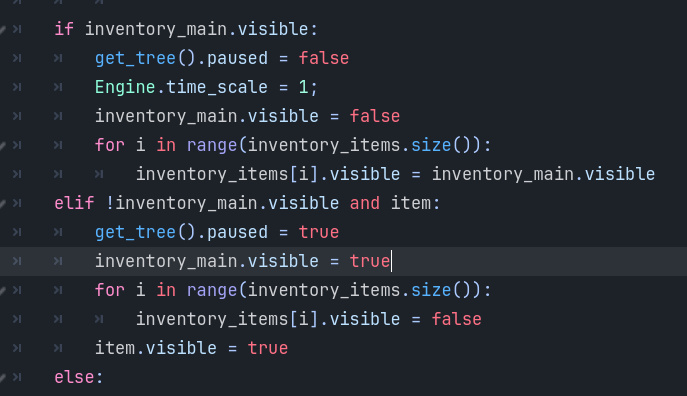 if inventory_main.visible:
get_tree().paused = false
Engine.time_scale = 1;
inventory_main.visible = false
for i in range(inventory_items.size()):
inventory_items[i].visible = inventory_main.visible
elif !inventory_main.visible and item:
get_tree().paused = true
inventory_main.visible = true
for i in range(inventory_items.size()):
inventory_items[i].visible = false
item.visible = true
else: